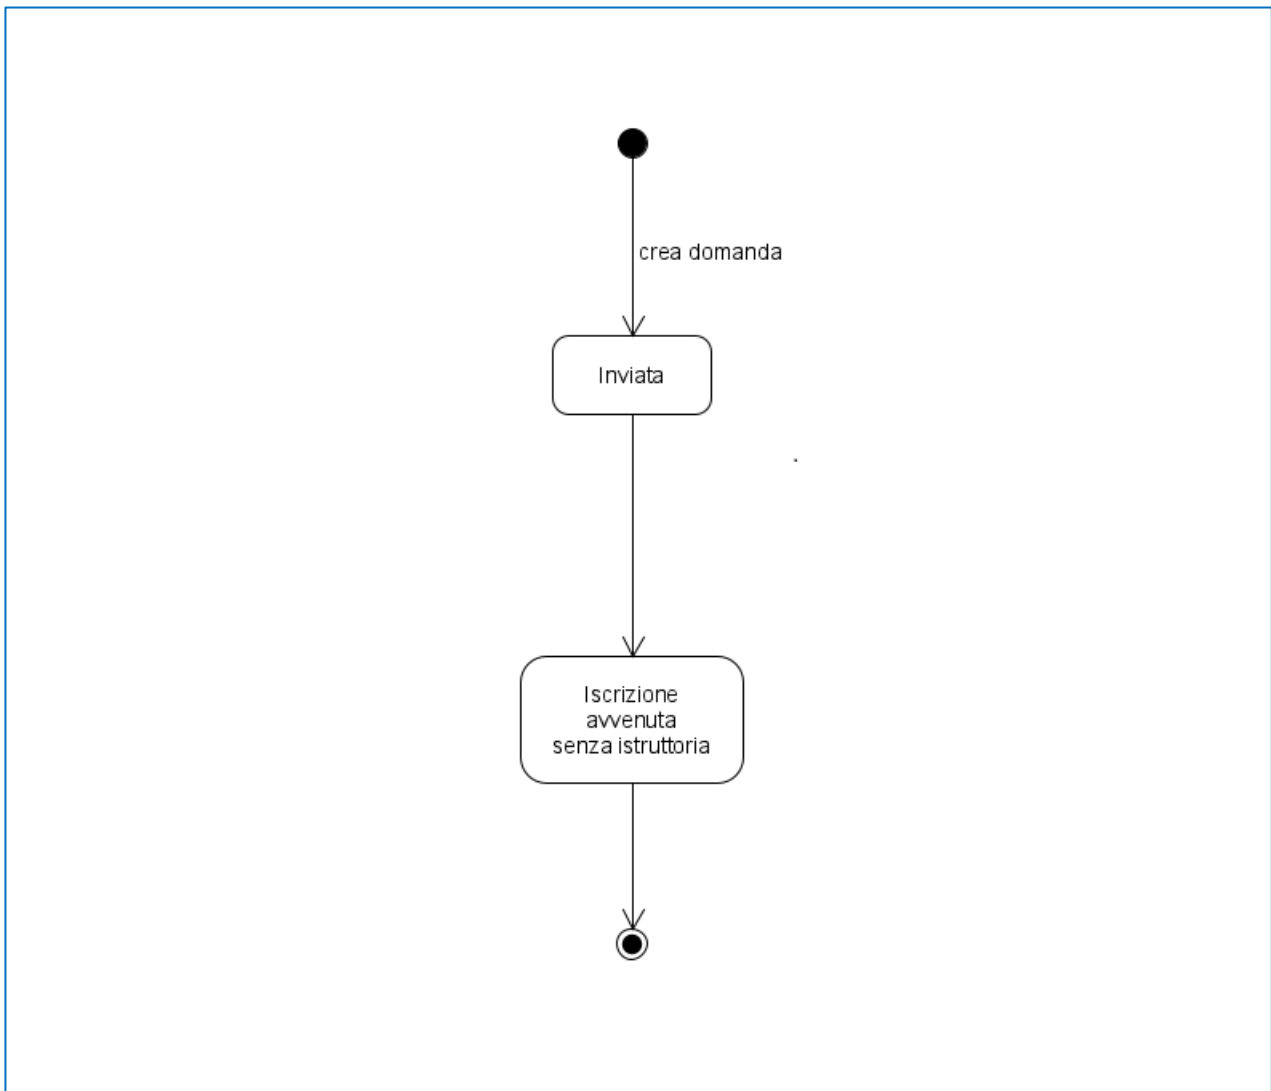 crea domanda
Inviata
Iscrizione
avvenuta
senza istruttoria